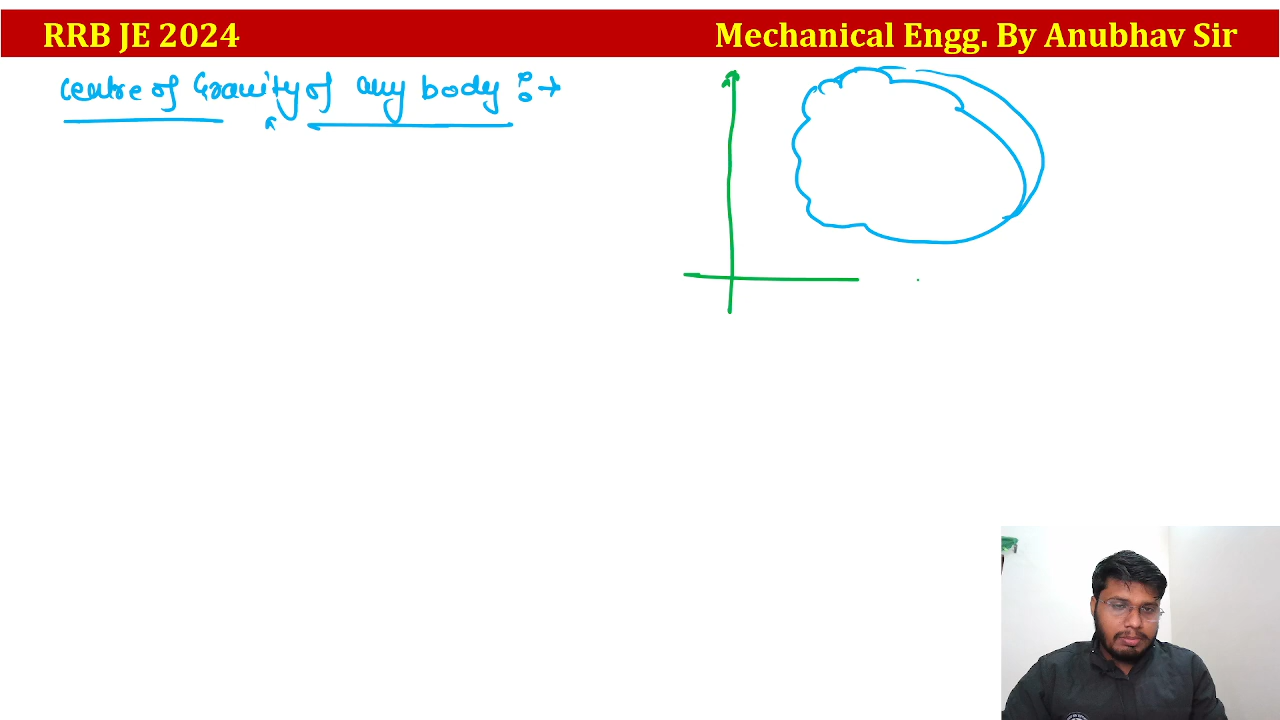 RRB JE 2024
Mechanical Engg. By Anubhav Sir
Centre of Gravity of any body :→